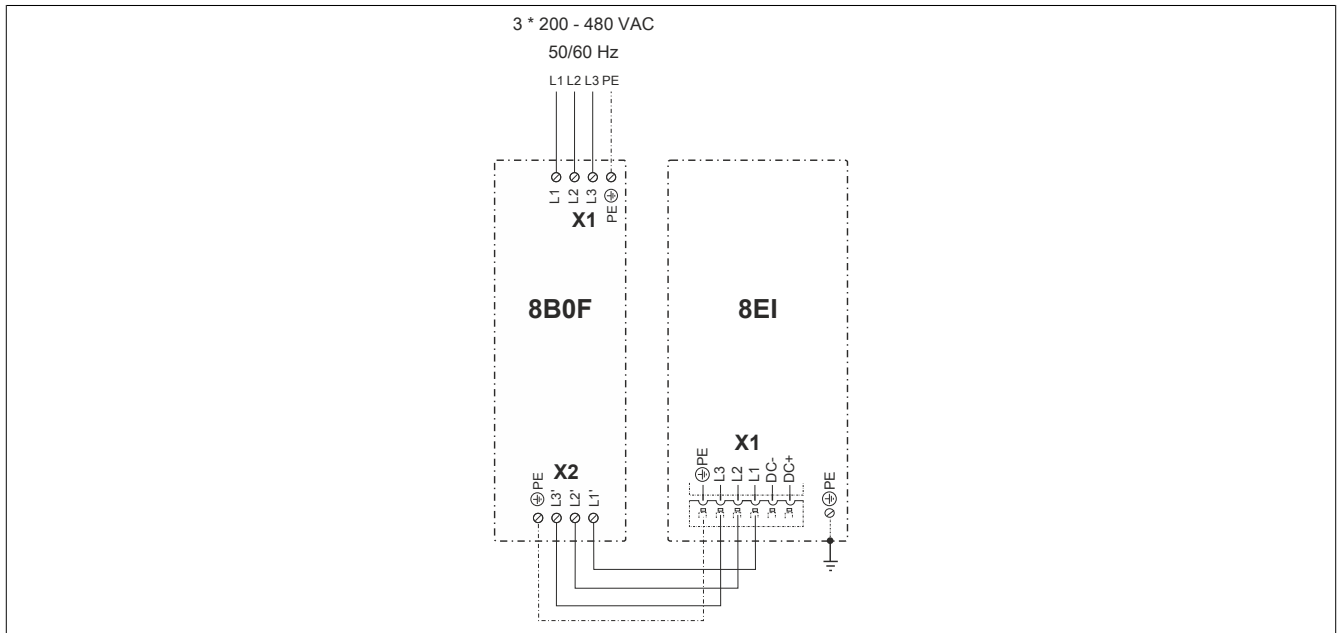 3 * 200 - 480 VAC
50/60 Hz
L1 L2 L3 PE
L1
L2
L3
PE
X1
8B0F
8EI
X2
PE
L3'
L2'
L1'
X1
PE
L3
L2
L1
DC-
DC+
PE